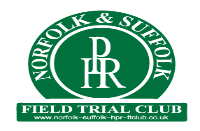 NORFOLK & SUFFOLK
HPR
FIELD TRIAL CLUB
www.norfolk-suffolk-hpr-ftclub.co.uk